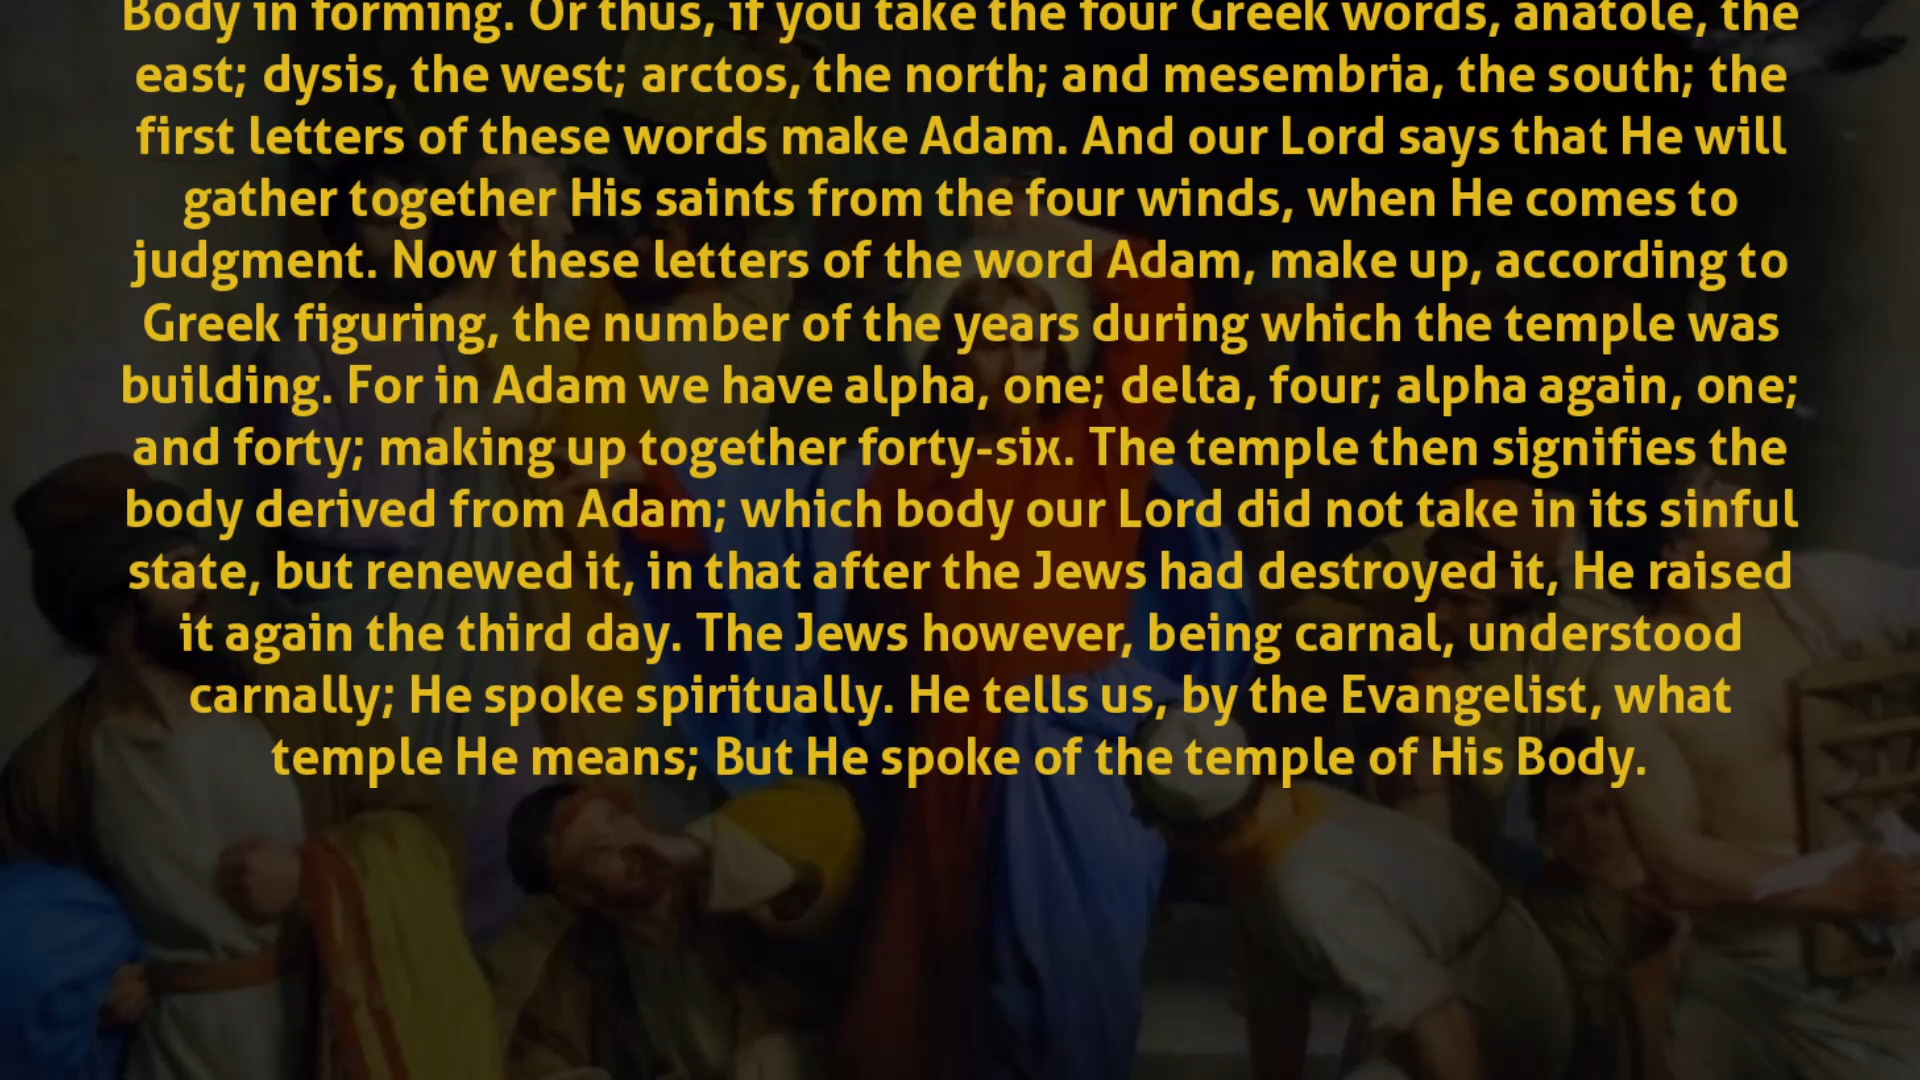 Body in forming. Or thus, if you take the four Greek words, anatole, the
east; dysis, the west; arctos, the north; and mesembria, the south; the
first letters of these words make Adam. And our Lord says that He will
gather together His saints from the four winds, when He comes to
judgment. Now these letters of the word Adam, make up, according to
Greek figuring, the number of the years during which the temple was
building. For in Adam we have alpha, one; delta, four; alpha again, one;
and forty; making up together forty-six. The temple then signifies the
body derived from Adam; which body our Lord did not take in its sinful
state, but renewed it, in that after the Jews had destroyed it, He raised
it again the third day. The Jews however, being carnal, understood
carnally; He spoke spiritually. He tells us, by the Evangelist, what
temple He means; But He spoke of the temple of His Body.